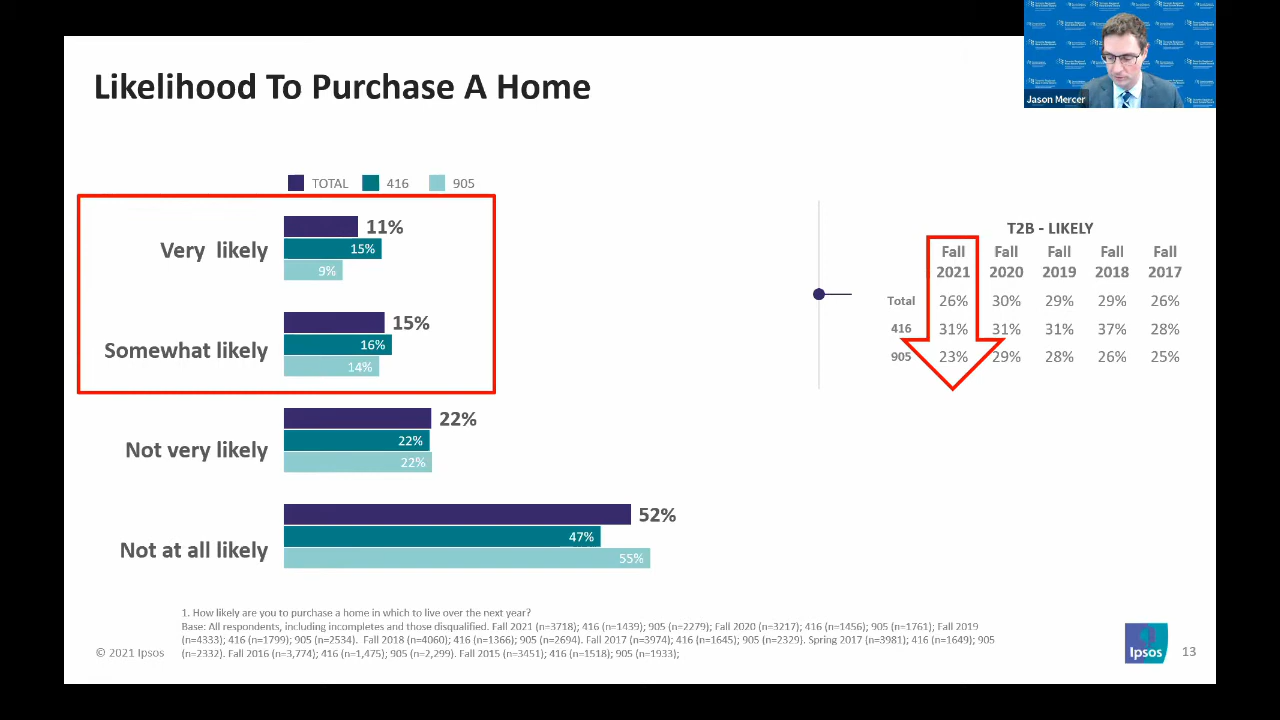 Likelihood To Purchase A Home
Jason Mercer
TOTAL 416 905
Very likely
11%
15%
9%
Somewhat likely
15%
16%
14%
Not very likely
22%
22%
22%
Not at all likely
52%
47%
55%
T2B - LIKELY
Fall Fall Fall Fall Fall
2021 2020 2019 2018 2017
Total 26% 30% 29% 29% 26%
416 31% 31% 31% 37% 28%
905 23% 29% 28% 26% 25%
1. How likely are you to purchase a home in which to live over the next year?
Base: All respondents, including incompletes and those disqualified. Fall 2021 (n=3718); 416 (n=1439); 905 (n=2279); Fall 2020 (n=3217); 416 (n=1456); 905 (n=1761); Fall 2019
(n=4333); 416 (n=1799); 905 (n=2534). Fall 2018 (n=4060); 416 (n=1366); 905 (n=2694). Fall 2017 (n=3974); 416 (n=1645); 905 (n=2329). Spring 2017 (n=3981); 416 (n=1649); 905
(n=2332). Fall 2016 (n=3,774); 416 (n=1,475); 905 (n=2,299). Fall 2015 (n=3451); 416 (n=1518); 905 (n=1933);
© 2021 Ipsos
Ipsos
13